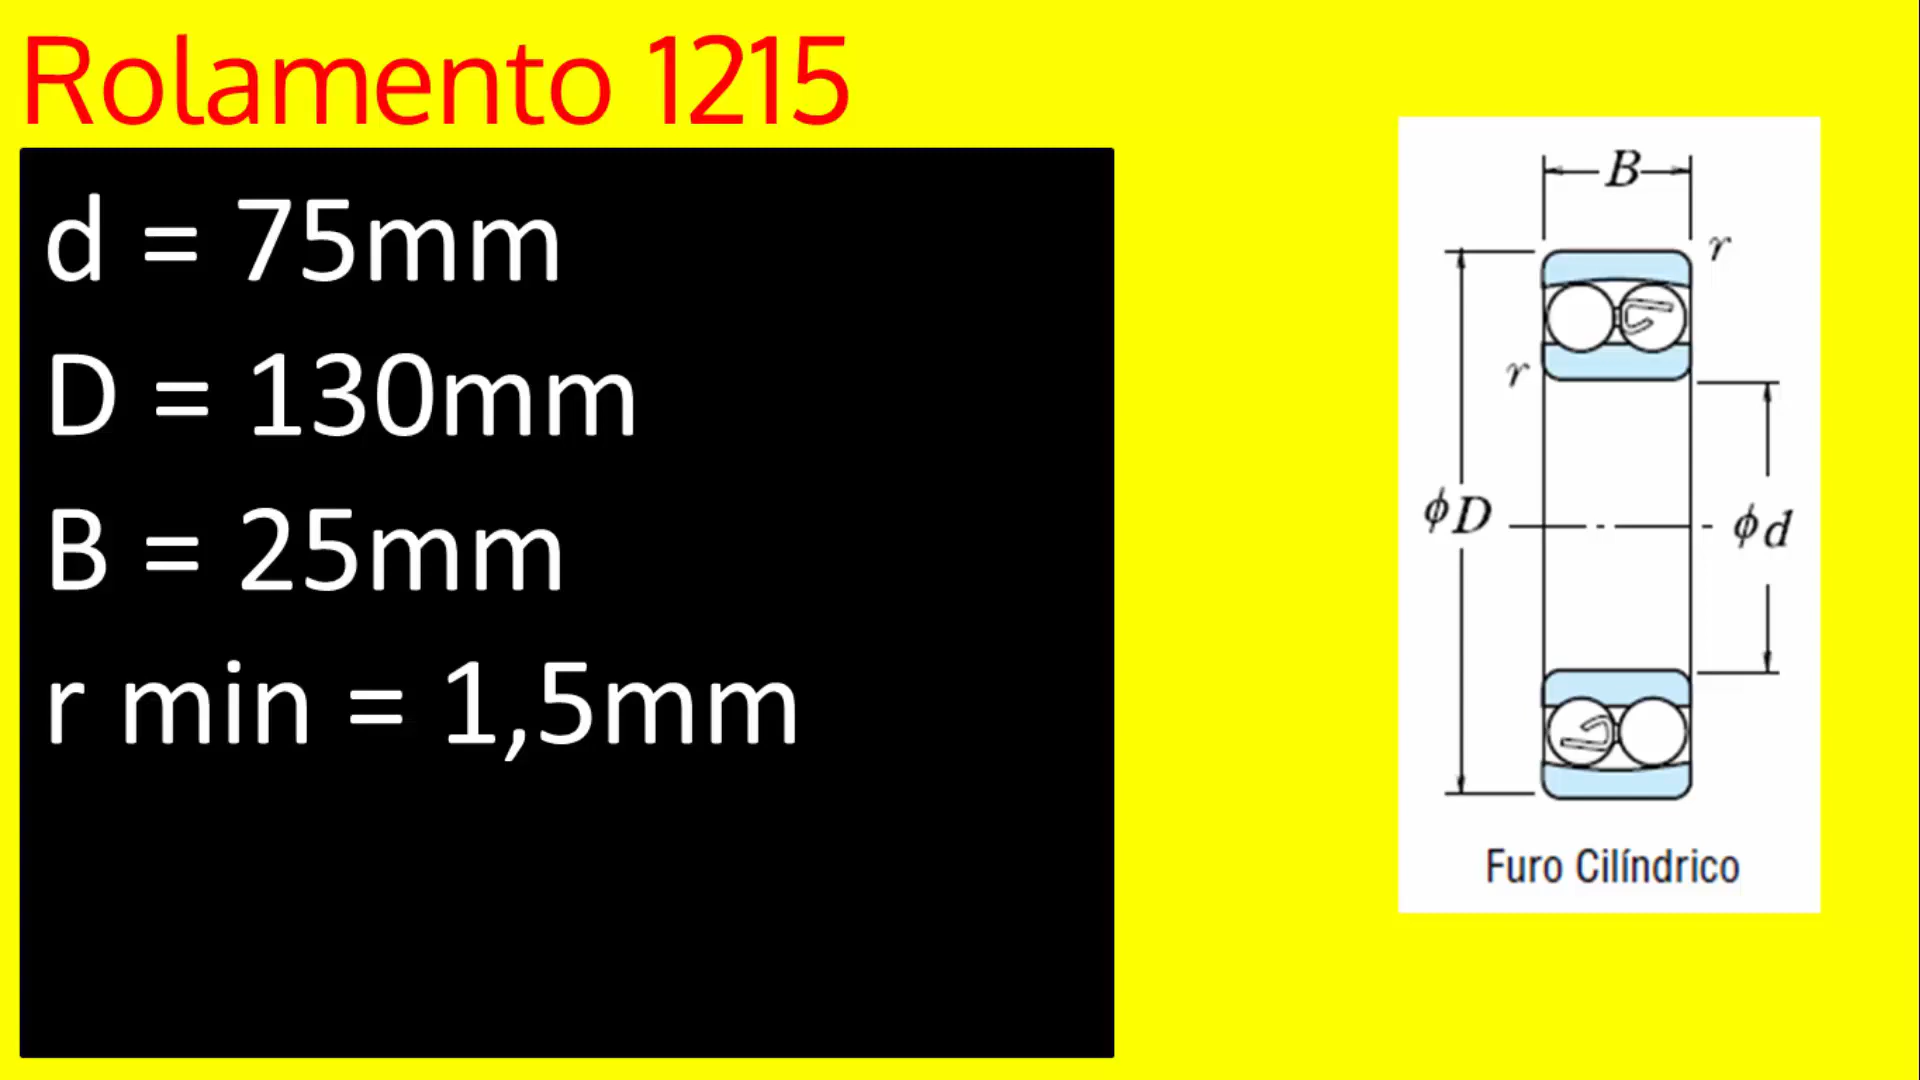 Rolamento 1215
d = 75mm
D = 130mm
B = 25mm
r min = 1,5mm
B
r
r
ϕD
ϕd
Furo Cilíndrico